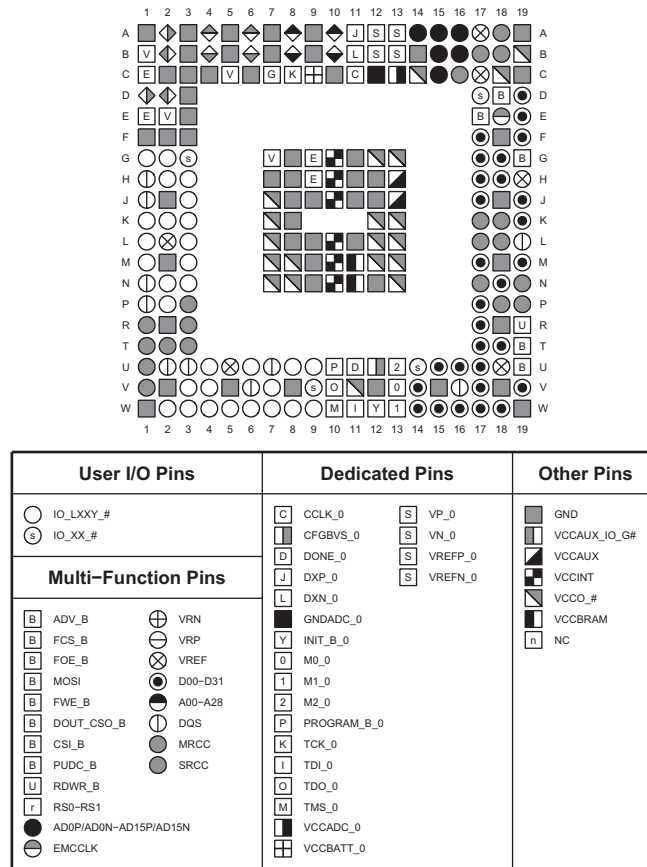 1 2 3 4 5 6 7 8 9 10 11 12 13 14 15 16 17 18 19
A J S S A
B V L S S B
C E V G K C C
D s B D
E E V B E
F F
G s V E B G
H E H
J J
K K
L L
M M
N N
P P
R U R
T B T
U P D 2 s B U
V s O 0 V
W M I Y 1 W
1 2 3 4 5 6 7 8 9 10 11 12 13 14 15 16 17 18 19
User I/O Pins
IO_LXXY_#
s IO_XX_#
Multi−Function Pins
B ADV_B
B FCS_B
B FOE_B
B MOSI
B FWE_B
B DOUT_CSO_B
B CSI_B
B PUDC_B
U RDWR_B
r RS0−RS1
AD0P/AD0N−AD15P/AD15N
EMCCLK
VRN
VRP
VREF
D00−D31
A00−A28
DQS
MRCC
SRCC
Dedicated Pins
C CCLK_0
CFGBVS_0
D DONE_0
J DXP_0
L DXN_0
GNDADC_0
Y INIT_B_0
0 M0_0
1 M1_0
2 M2_0
P PROGRAM_B_0
K TCK_0
I TDI_0
O TDO_0
M TMS_0
VCCADC_0
VCCBATT_0
S VP_0
S VN_0
S VREFP_0
S VREFN_0
Other Pins
GND
VCCAUX_IO_G#
VCCAUX
VCCINT
VCCO_#
VCCBRAM
n NC